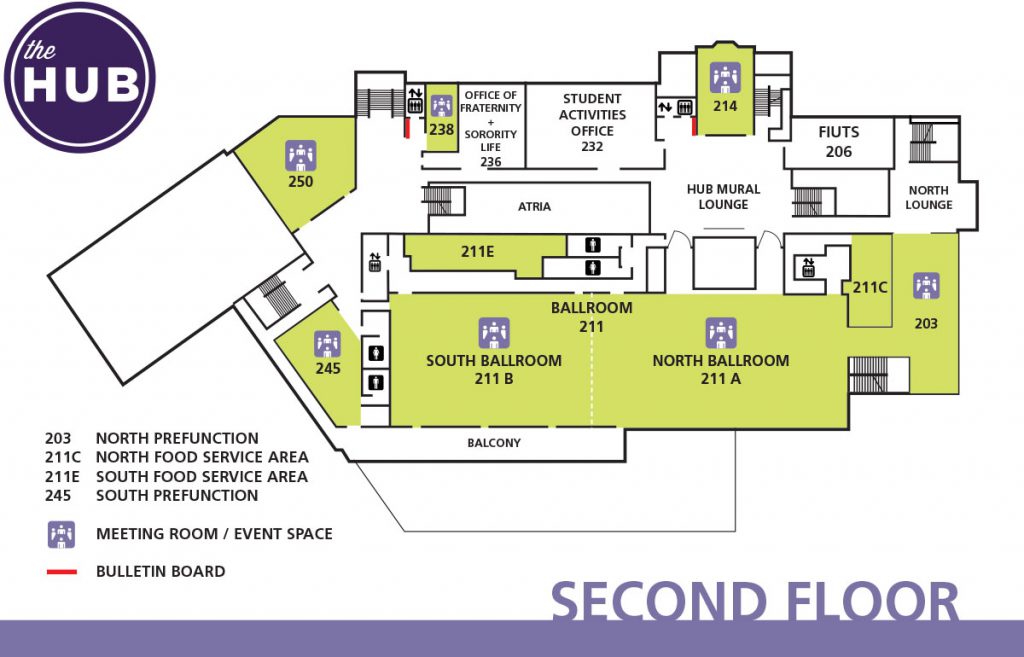 the
HUB
214
238
OFFICE OF
FRATERNITY
+
SORORITY
LIFE
236
STUDENT
ACTIVITIES
OFFICE
232
FIUTS
206
250
HUB MURAL
LOUNGE
NORTH
LOUNGE
ATRIA
211E
211C
203
BALLROOM
211
245
SOUTH BALLROOM
211 B
NORTH BALLROOM
211 A
BALCONY
203 NORTH PREFUNCTION
211C NORTH FOOD SERVICE AREA
211E SOUTH FOOD SERVICE AREA
245 SOUTH PREFUNCTION
MEETING ROOM / EVENT SPACE
BULLETIN BOARD
SECOND FLOOR